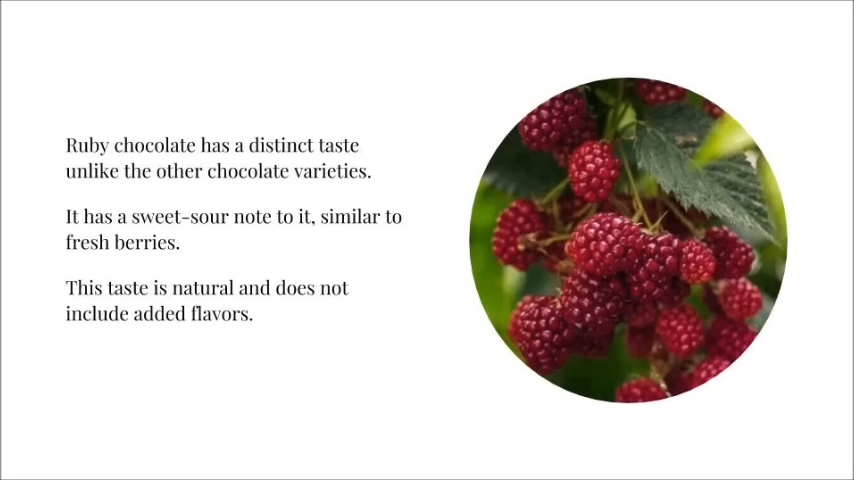 Ruby chocolate has a distinct taste
unlike the other chocolate varieties.
It has a sweet-sour note to it, similar to
fresh berries.
This taste is natural and does not
include added flavors.